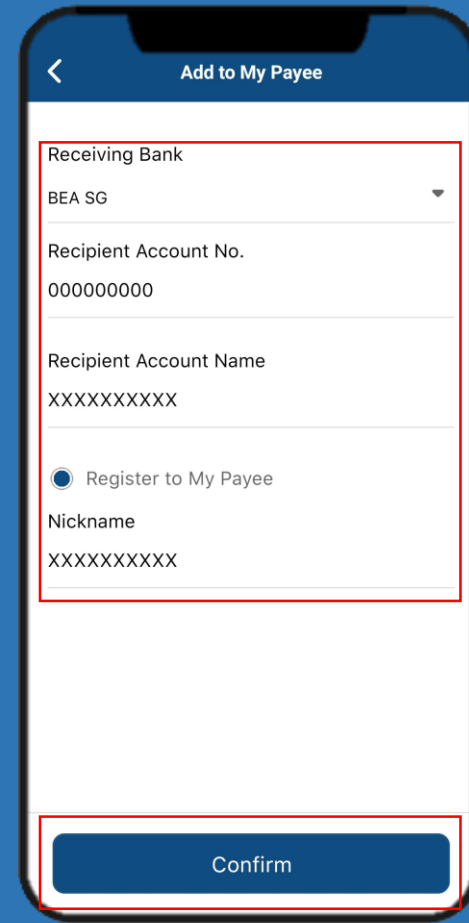 Add to My Payee
Receiving Bank
BEA SG
Recipient Account No.
000000000
Recipient Account Name
XXXXXXXXXX
Register to My Payee
Nickname
XXXXXXXXXX
Confirm